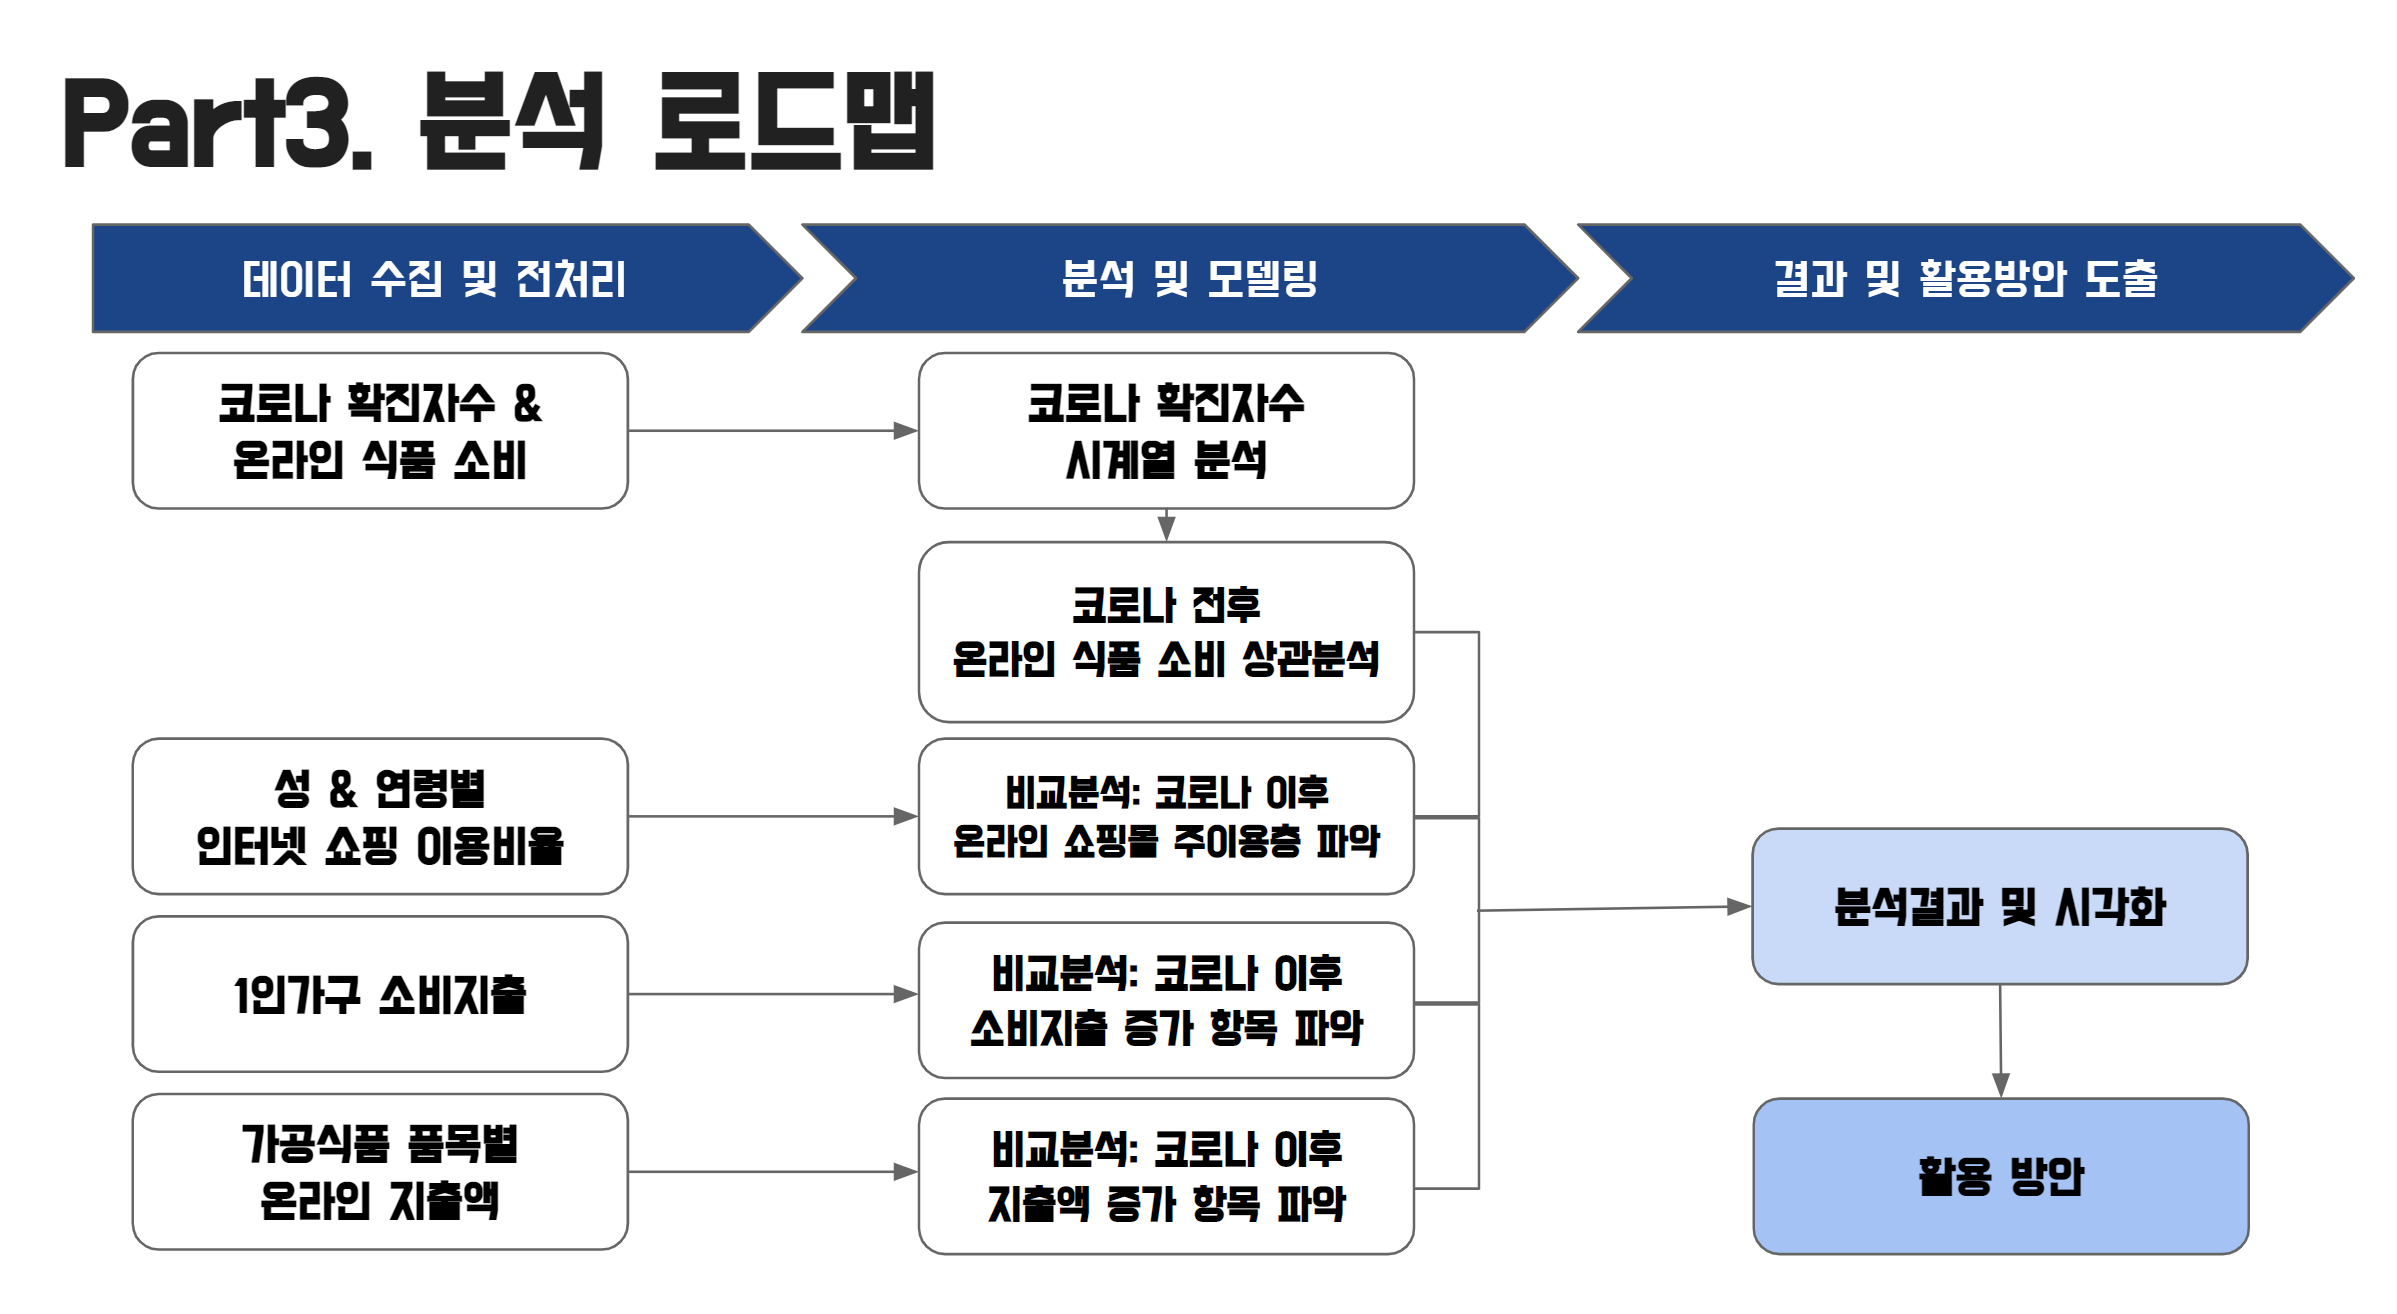 Part3. 분석 로드맵
데이터 수집 및 전처리
분석 및 모델링
결과 및 활용방안 도출
코로나 확진자수 &
온라인 식품 소비
코로나 확진자수
시계열 분석
코로나 전후
온라인 식품 소비 상관분석
성 & 연령별
인터넷 쇼핑 이용비율
비교분석: 코로나 이후
온라인 쇼핑몰 주이용층 파악
1인가구 소비지출
비교분석: 코로나 이후
소비지출 증가 항목 파악
가공식품 품목별
온라인 지출액
비교분석: 코로나 이후
지출액 증가 항목 파악
분석결과 및 시각화
활용 방안